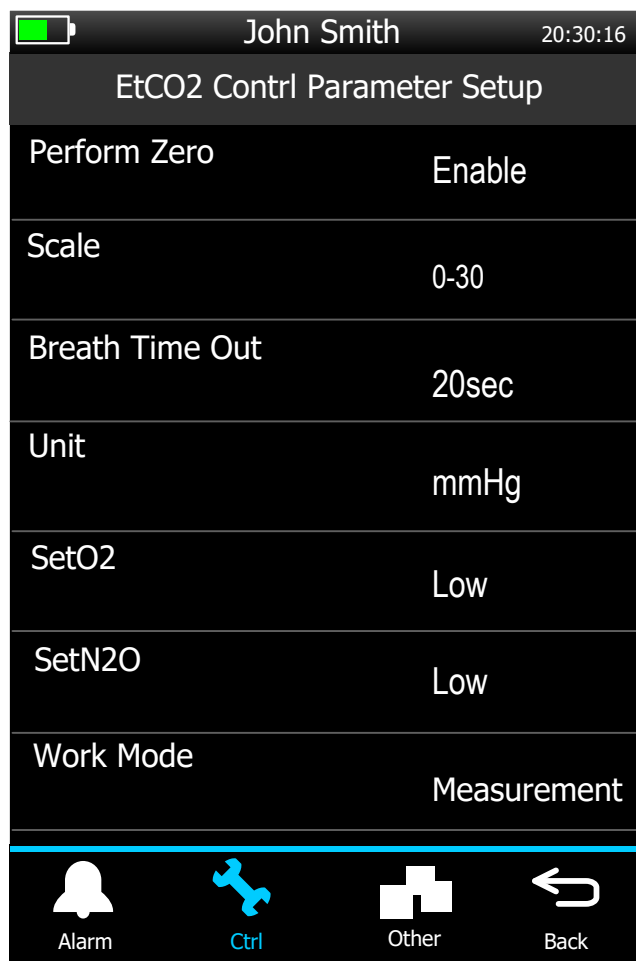 John Smith 20:30:16
EtCO2 Contrl Parameter Setup
Perform Zero
Enable
Scale
0-30
Breath Time Out
20sec
Unit
mmHg
SetO2
Low
SetN2O
Low
Work Mode
Measurement
Alarm Ctrl Other Back